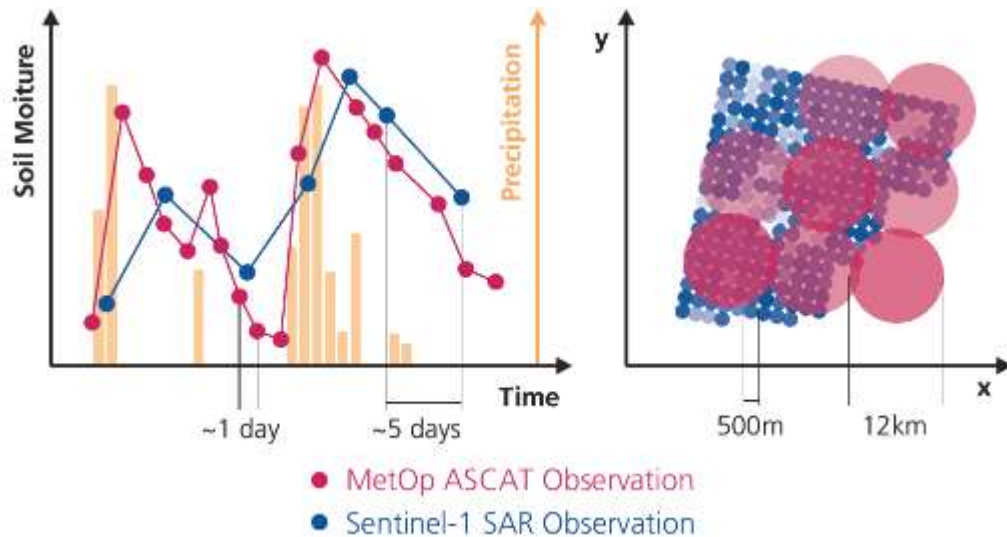 Soil Moiture
Precipitation
Time
~1 day
~5 days
y
x
500m
12km
MetOp ASCAT Observation
Sentinel-1 SAR Observation